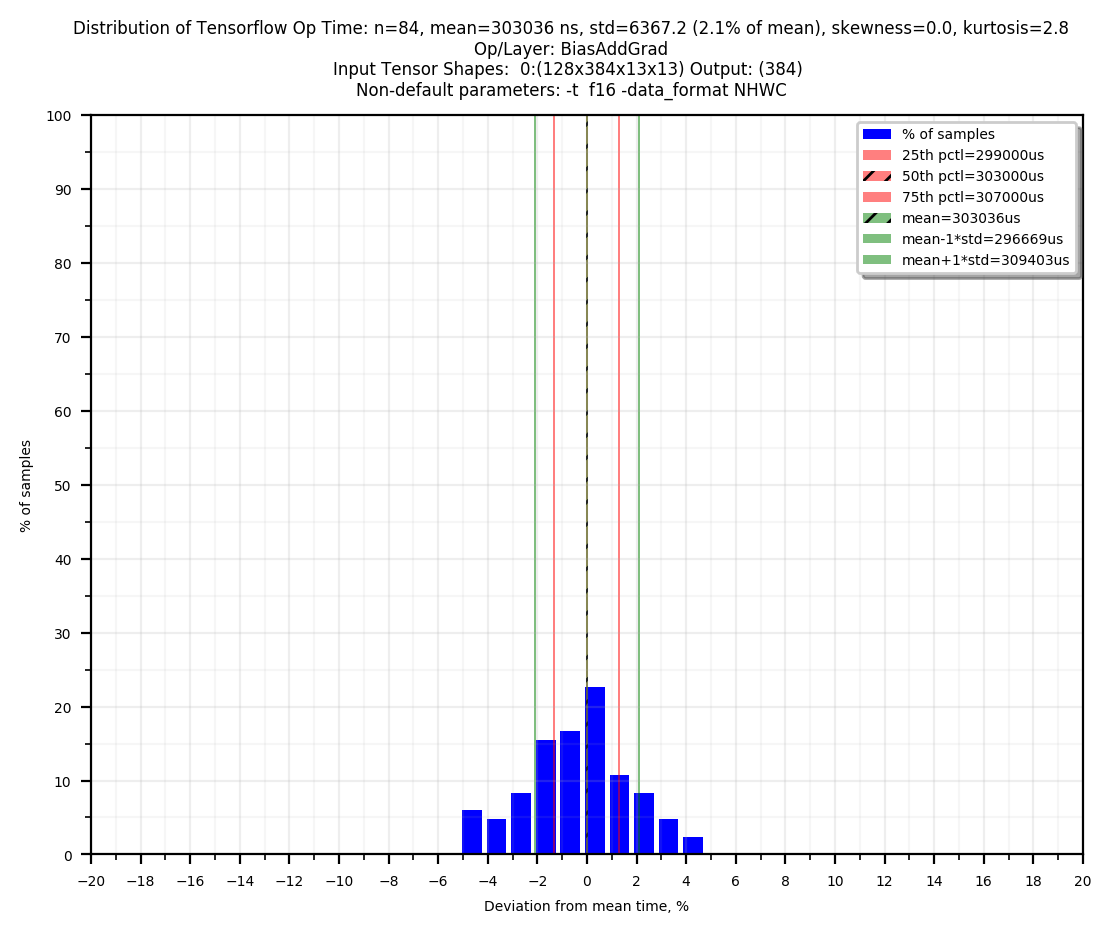 Distribution of Tensorflow Op Time: n=84, mean=303036 ns, std=6367.2 (2.1% of mean), skewness=0.0, kurtosis=2.8
Op/Layer: BiasAddGrad
Input Tensor Shapes:  0:(128x384x13x13) Output: (384)
Non-default parameters: -t  f16 -data_format NHWC
% of samples
25th pctl=299000us
50th pctl=303000us
75th pctl=307000us
mean=303036us
mean-1*std=296669us
mean+1*std=309403us
100
90
80
70
60
50
40
30
20
10
0
% of samples
−20 −18 −16 −14 −12 −10 −8 −6 −4 −2 0 2 4 6 8 10 12 14 16 18 20
Deviation from mean time, %